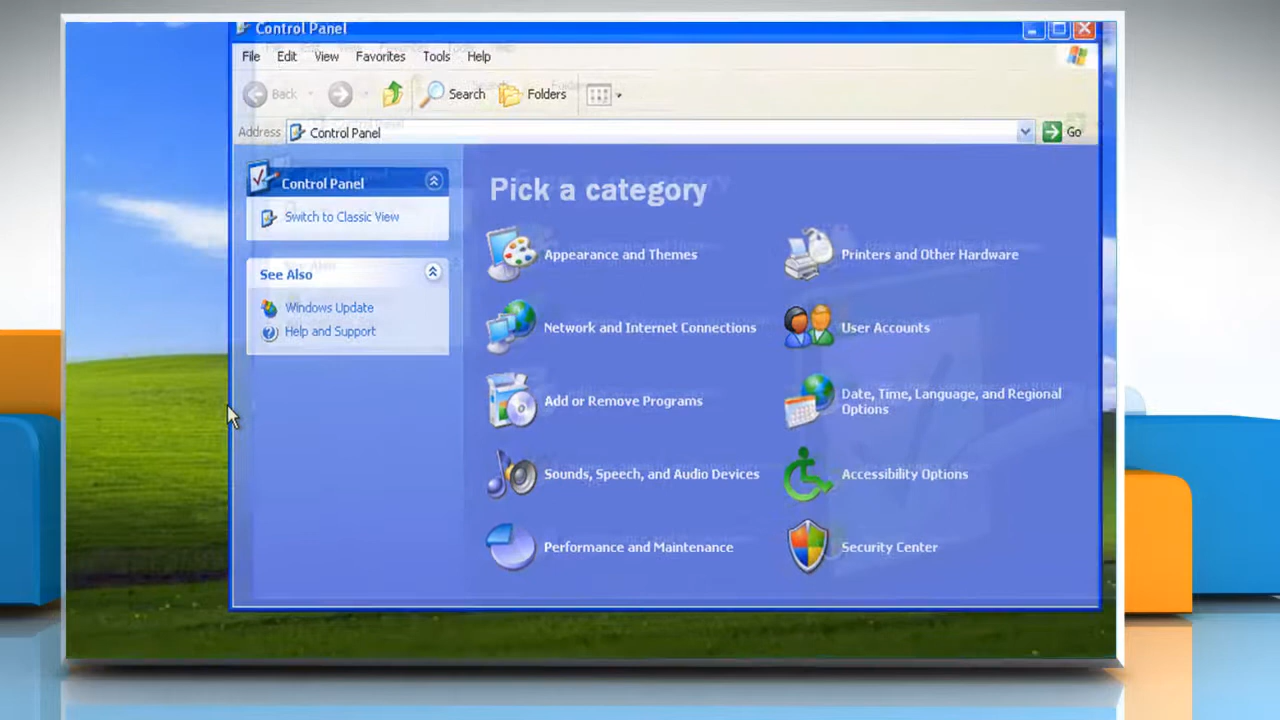 Control Panel
File Edit View Favorites Tools Help
Back Search Folders
Address Control Panel Go
Control Panel
Switch to Classic View
See Also
Windows Update
Help and Support
Pick a category
Appearance and Themes
Printers and Other Hardware
Network and Internet Connections
User Accounts
Add or Remove Programs
Date, Time, Language, and Regional
Options
Sounds, Speech, and Audio Devices
Accessibility Options
Performance and Maintenance
Security Center